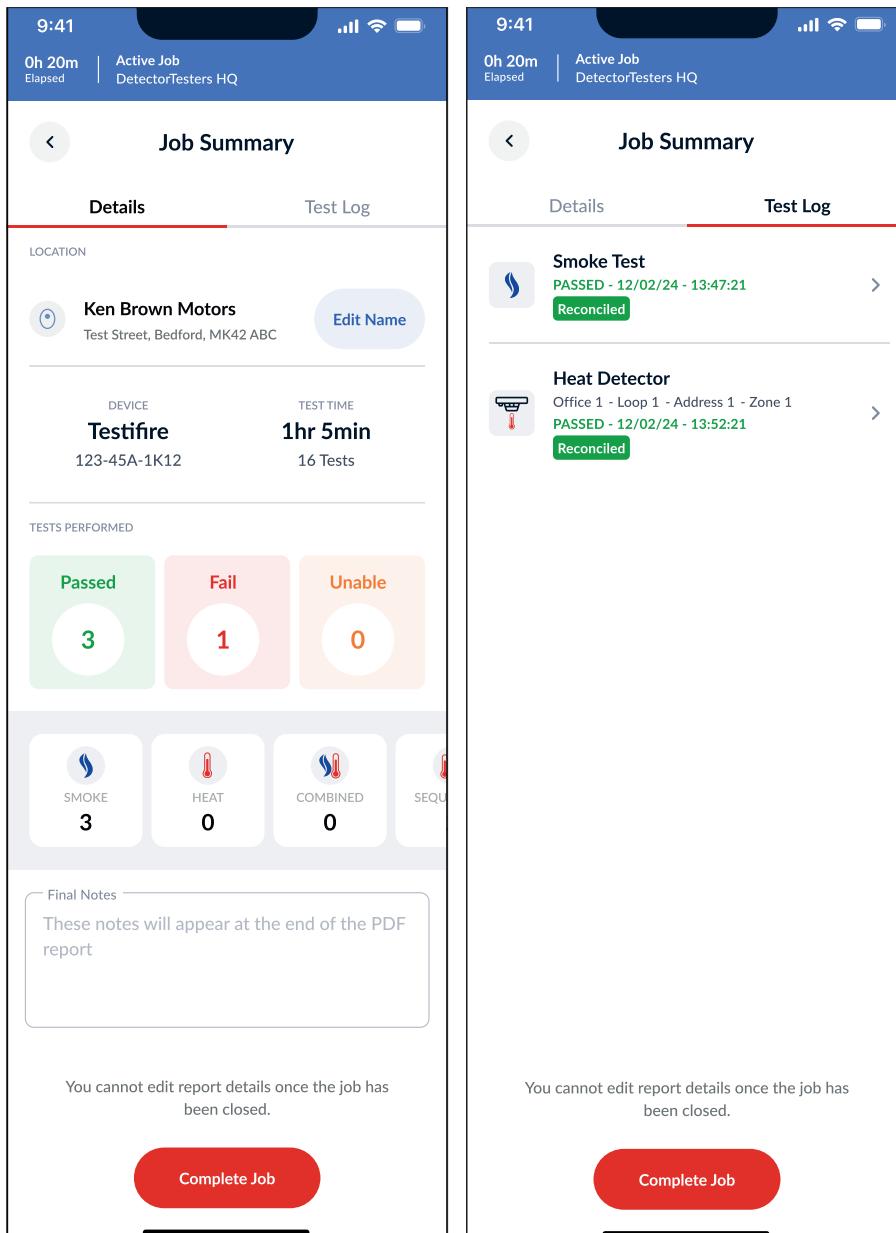 9:41
0h 20m
Elapsed
Active Job
DetectorTesters HQ
Job Summary
Details
Test Log
LOCATION
Ken Brown Motors
Test Street, Bedford, MK42 ABC
Edit Name
DEVICE
Testifire
123-45A-1K12
TEST TIME
1hr 5min
16 Tests
TESTS PERFORMED
Passed
3
Fail
1
Unable
0
SMOKE
3
HEAT
0
COMBINED
0
SEQU
Final Notes
These notes will appear at the end of the PDF
report
You cannot edit report details once the job has
been closed.
Complete Job
9:41
0h 20m
Elapsed
Active Job
DetectorTesters HQ
Job Summary
Details
Test Log
Smoke Test
PASSED - 12/02/24 - 13:47:21
Reconciled
Heat Detector
Office 1 - Loop 1 - Address 1 - Zone 1
PASSED - 12/02/24 - 13:52:21
Reconciled
You cannot edit report details once the job has
been closed.
Complete Job